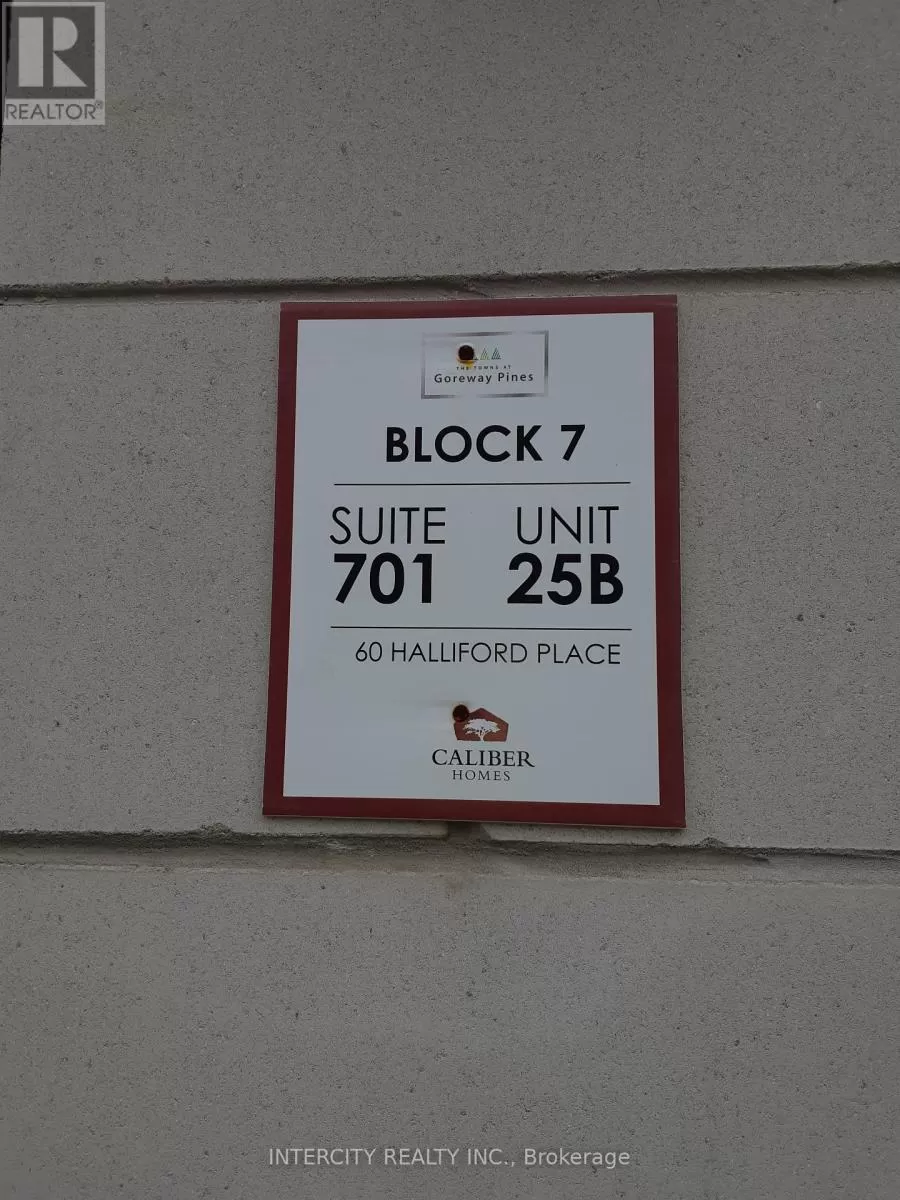 R
REALTOR®
THE TOWNS AT
Goreway Pines
BLOCK 7
SUITE UNIT
701 25B
60 HALLIFORD PLACE
CALIBER
HOMES
INTERCITY REALTY INC., Brokerage